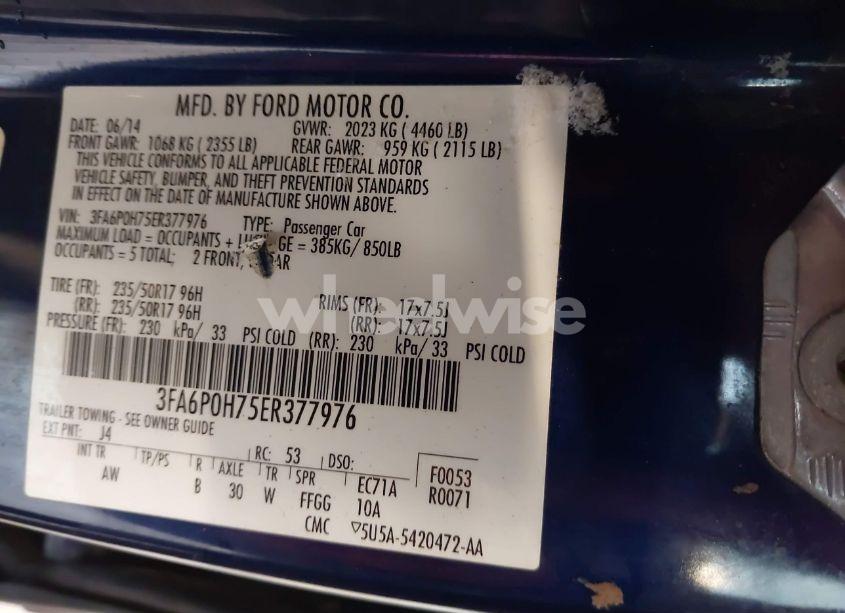 MFD. BY FORD MOTOR CO.
DATE: 06/14 GVWR: 2023 KG ( 4460 LB)
FRONT GAWR: 1068 KG ( 2355 LB) REAR GAWR: 959 KG ( 2115 LB)
THIS VEHICLE CONFORMS TO ALL APPLICABLE FEDERAL MOTOR
VEHICLE SAFETY, BUMPER, AND THEFT PREVENTION STANDARDS
IN EFFECT ON THE DATE OF MANUFACTURE SHOWN ABOVE.
VIN: 3FA6P0H75ER377976 TYPE: Passenger Car
MAXIMUM LOAD = OCCUPANTS + GE = 385KG/ 850LB
OCCUPANTS = 5 TOTAL; 2 FRONT,
TIRE (FR): 235/50R17 96H RIMS (FR): 17x7.5J
(RR): 235/50R17 96H (RR): 17x7.5J
PRESSURE (FR): 230 kPa/ 33 PSI COLD (RR): 230 kPa/ 33 PSI COLD
wheelwise
3FA6P0H75ER377976
TRAILER TOWING - SEE OWNER GUIDE
EXT PNT: J4 RC: 53 DSO: F0053
INT TR TP/PS R AXLE TR SPR EC71A R0071
AW B 30 W FFGG 10A
CMC ▽5U5A-5420472-AA